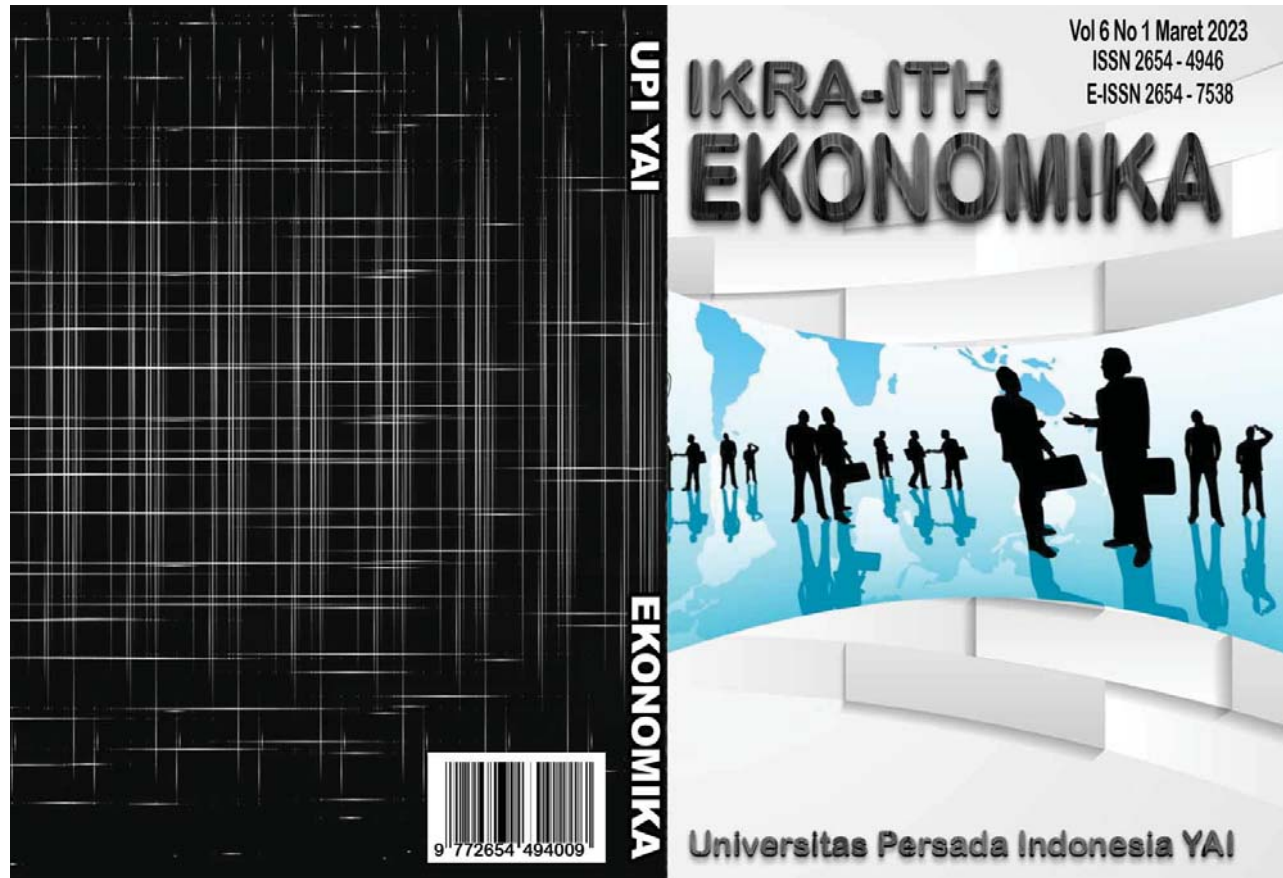 Vol 6 No 1 Maret 2023
ISSN 2654 - 4946
E-ISSN 2654 - 7538
IKRA-ITH
EKONOMIKA
Universitas Persada Indonesia YAI
UPI YAI
EKONOMIKA
9 772654 494009